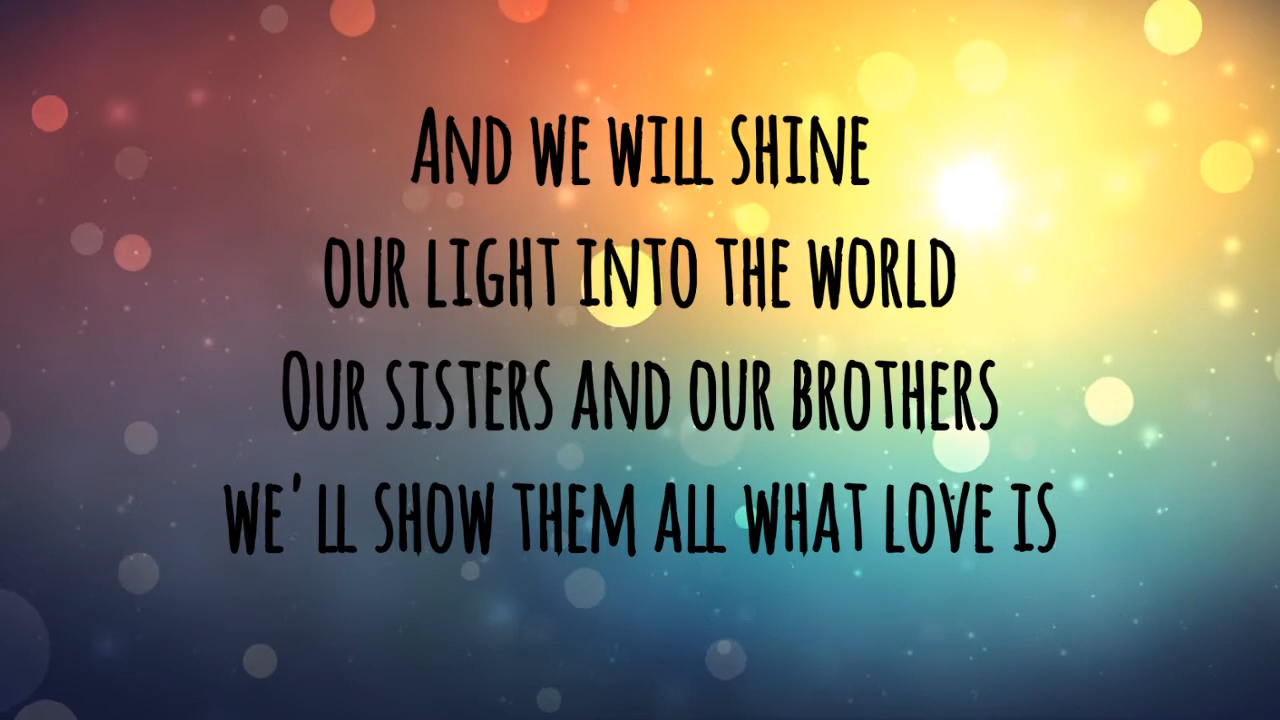 And we will shine
our light into the world
Our sisters and our brothers
we'll show them all what love is